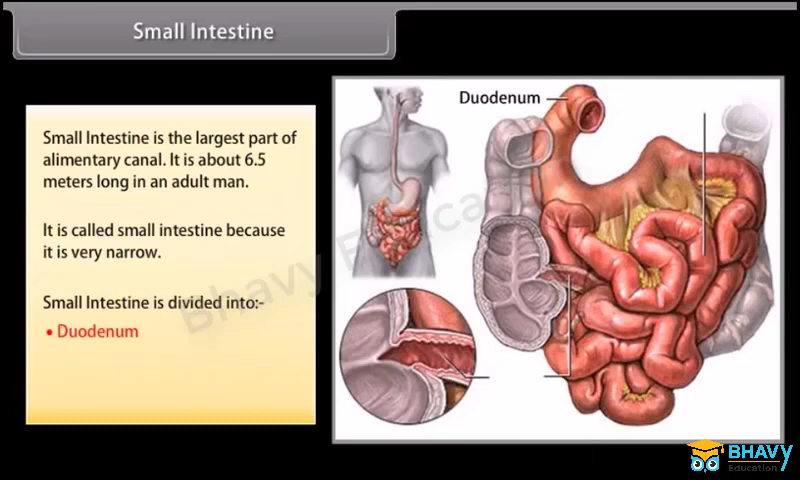 Small Intestine
Small Intestine is the largest part of
alimentary canal. It is about 6.5
meters long in an adult man.
It is called small intestine because
it is very narrow.
Small Intestine is divided into:-
• Duodenum
Duodenum
Bhavy Education
BHAVY
Education